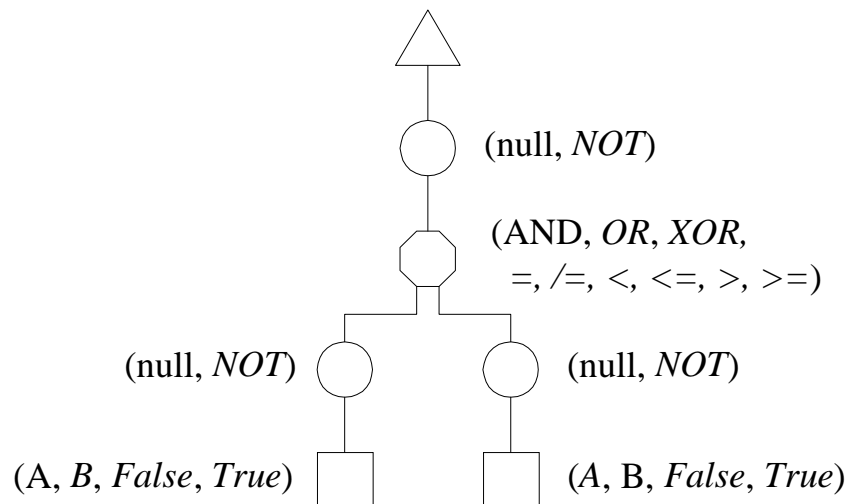 (null, NOT)
(AND, OR, XOR,
=, /=, <, <=, >, >=)
(null, NOT)
(null, NOT)
(A, B, False, True)
(A, B, False, True)